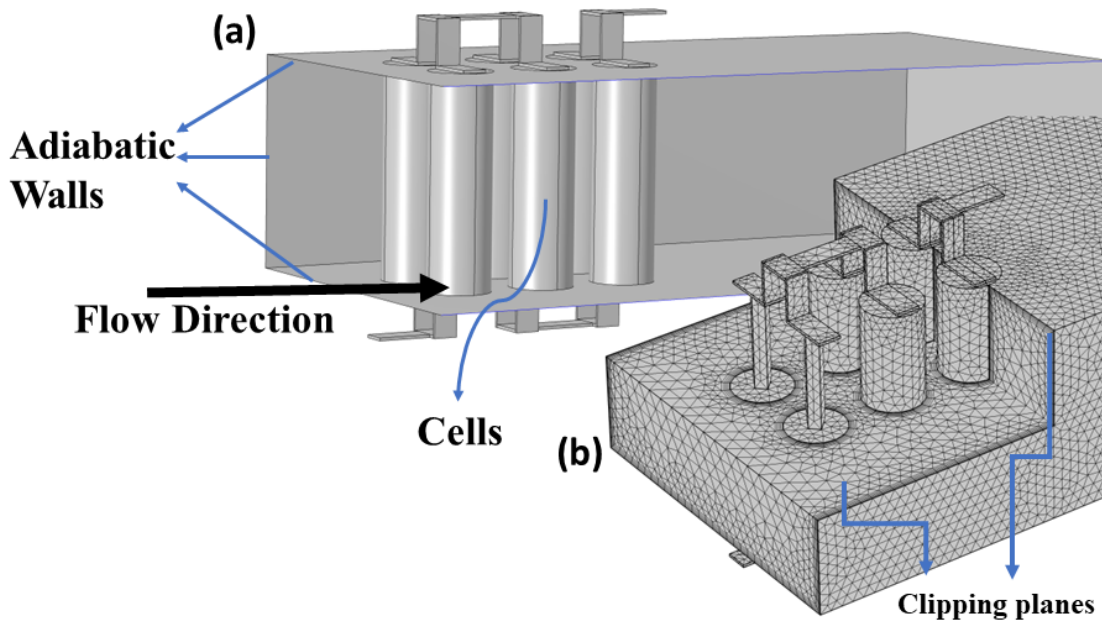 (a)
Adiabatic
Walls
Flow Direction
Cells
(b)
Clipping planes